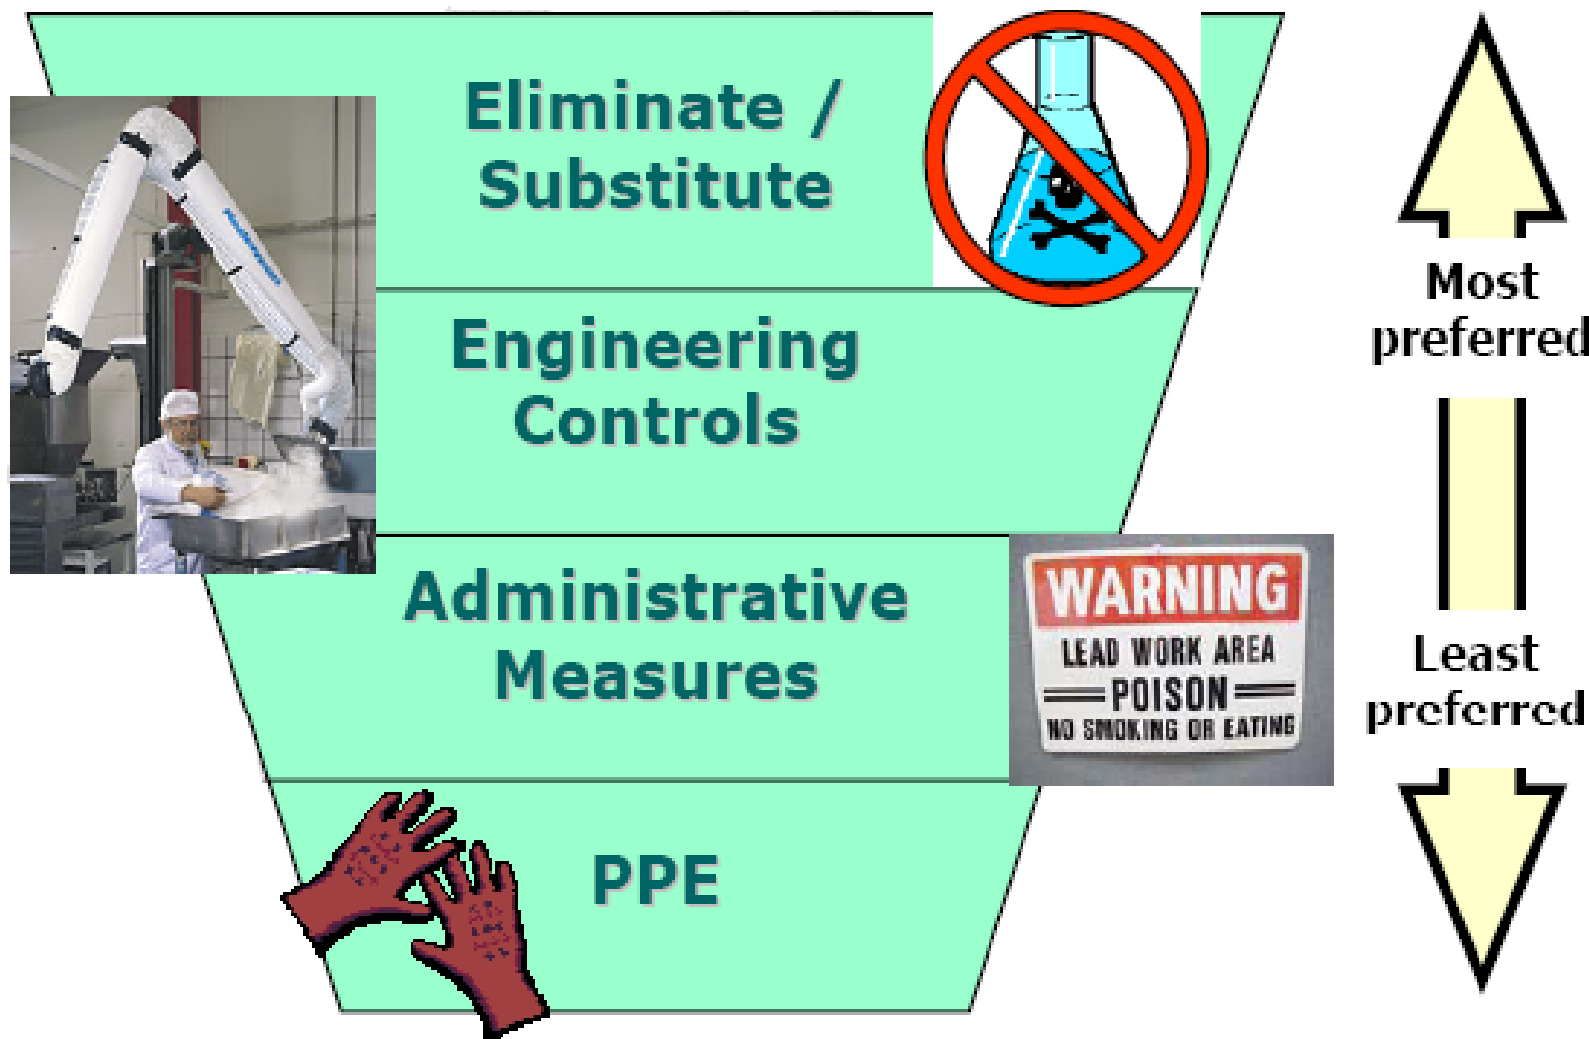 Eliminate /
Substitute
Engineering
Controls
Administrative
Measures
PPE
WARNING
LEAD WORK AREA
POISON
NO SMOKING OR EATING
Most
preferred
Least
preferred